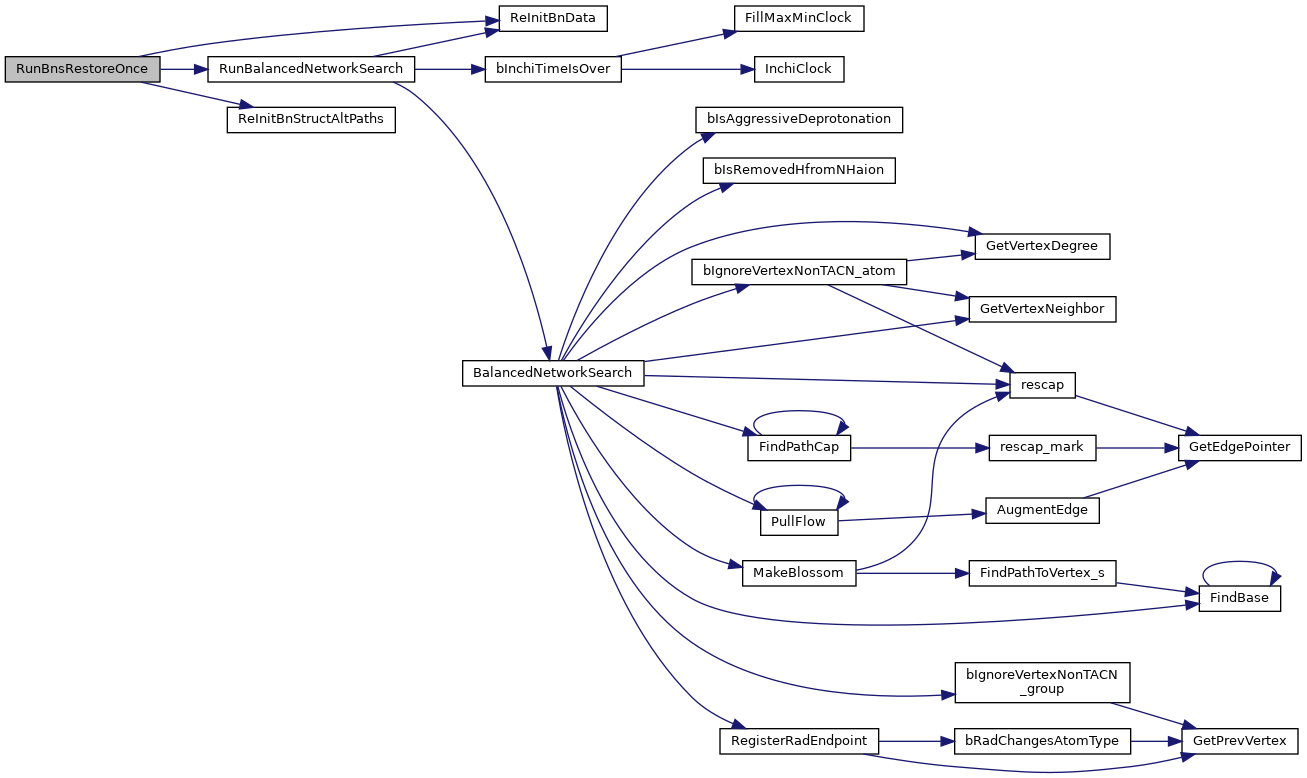 ReInitBnData
FillMaxMinClock
RunBnsRestoreOnce
RunBalancedNetworkSearch
bInchiTimeIsOver
InchiClock
ReInitBnStructAltPaths
bIsAggressiveDeprotonation
bIsRemovedHfromNHaion
GetVertexDegree
bIgnoreVertexNonTACN_atom
GetVertexNeighbor
BalancedNetworkSearch
rescap
FindPathCap
rescap_mark
GetEdgePointer
PullFlow
AugmentEdge
MakeBlossom
FindPathToVertex_s
FindBase
bIgnoreVertexNonTACN
_group
RegisterRadEndpoint
bRadChangesAtomType
GetPrevVertex